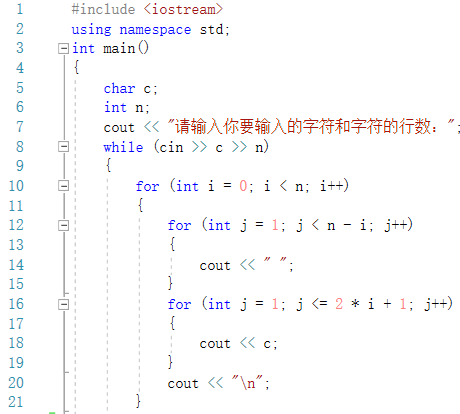 1 #include <iostream>
2 using namespace std;
3 int main()
4 {
5 char c;
6 int n;
7 cout << "请输入你要输入的字符和字符的行数：";
8 while (cin >> c >> n)
9 {
10 for (int i = 0; i < n; i++)
11 {
12 for (int j = 1; j < n - i; j++)
13 {
14 cout << " ";
15 }
16 for (int j = 1; j <= 2 * i + 1; j++)
17 {
18 cout << c;
19 }
20 cout << "\n";
21 }